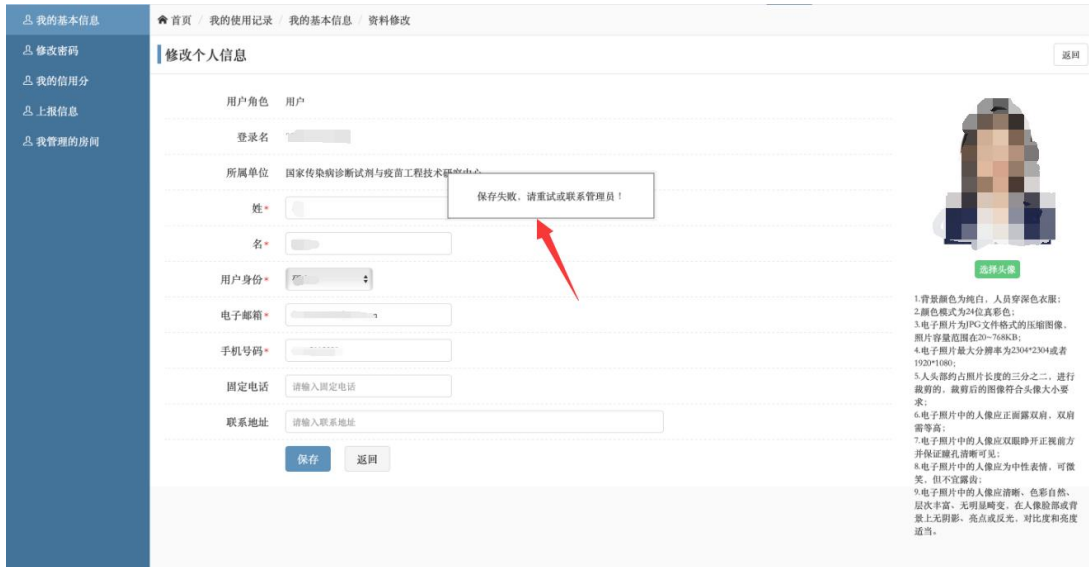 我的基本信息
修改密码
我的信用分
上报信息
我管理的房间
首页 / 我的使用记录 / 我的基本信息 / 资料修改
修改个人信息
返回
用户角色 用户
登录名
所属单位 国家传染病诊断试剂与疫苗工程技术研究中心
保存失败，请重试或联系管理员！
姓*
名*
用户身份*
电子邮箱*
手机号码*
固定电话 请输入固定电话
联系地址 请输入联系地址
保存 返回
选择头像
1.背景颜色为纯白，人员穿深色衣服；
2.颜色模式为24位真彩色；
3.电子照片为JPG文件格式的压缩图像，
照片容量范围在20~768KB；
4.电子照片最大分辨率为2304*2304或者
1920*1080；
5.人头部约占照片长度的三分之二，进行
裁剪的，裁剪后的图像符合头像大小要
求；
6.电子照片中的人像应正面露双肩，双肩
需等高；
7.电子照片中的人像应双眼睁开正视前方
并保证瞳孔清晰可见；
8.电子照片中的人像应为中性表情，可微
笑，但不宜露齿；
9.电子照片中的人像应清晰、色彩自然、
层次丰富、无明显畸变，在人像脸部或背
景上无阴影、亮点或反光，对比度和亮度
适当。